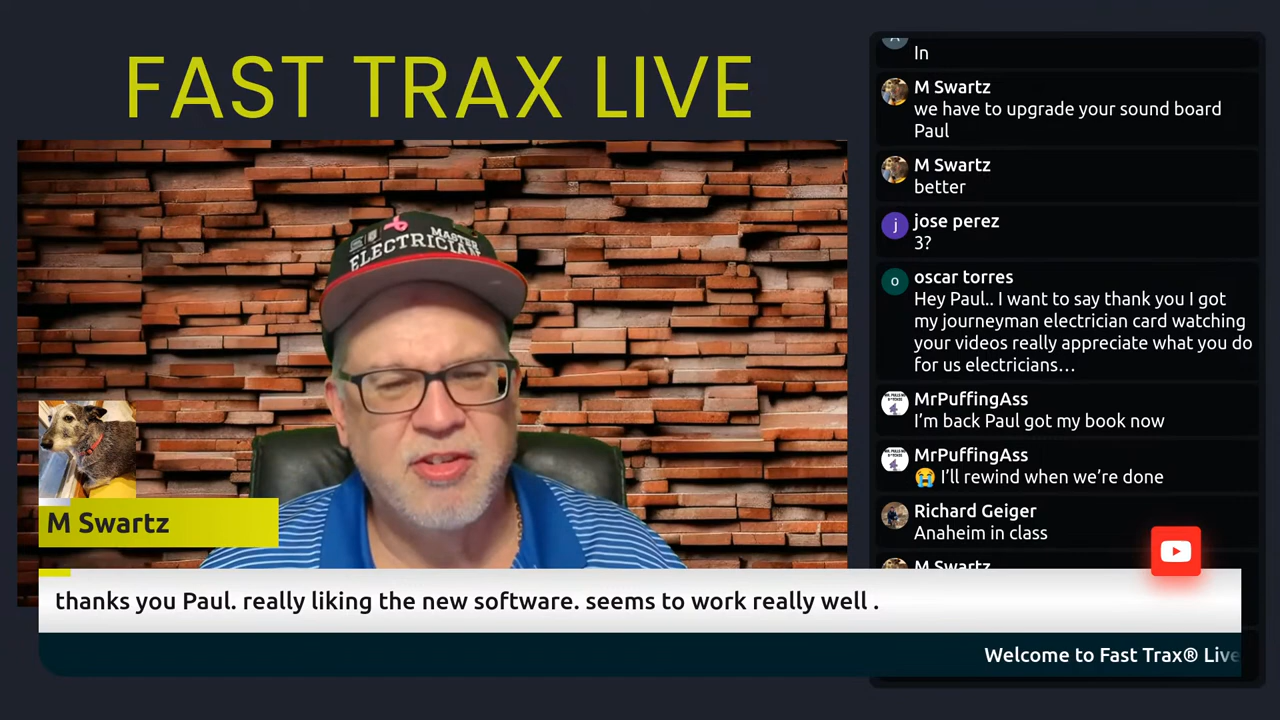 FAST TRAX LIVE
MASTER
ELECTRICIAN
M Swartz
thanks you Paul. really liking the new software. seems to work really well .
Welcome to Fast Trax® Live
In
M Swartz
we have to upgrade your sound board
Paul
M Swartz
better
j
jose perez
3?
o
oscar torres
Hey Paul.. I want to say thank you I got
my journeyman electrician card watching
your videos really appreciate what you do
for us electricians...
MrPuffingAss
I’m back Paul got my book now
MrPuffingAss
😭 I’ll rewind when we’re done
Richard Geiger
Anaheim in class
M Swartz